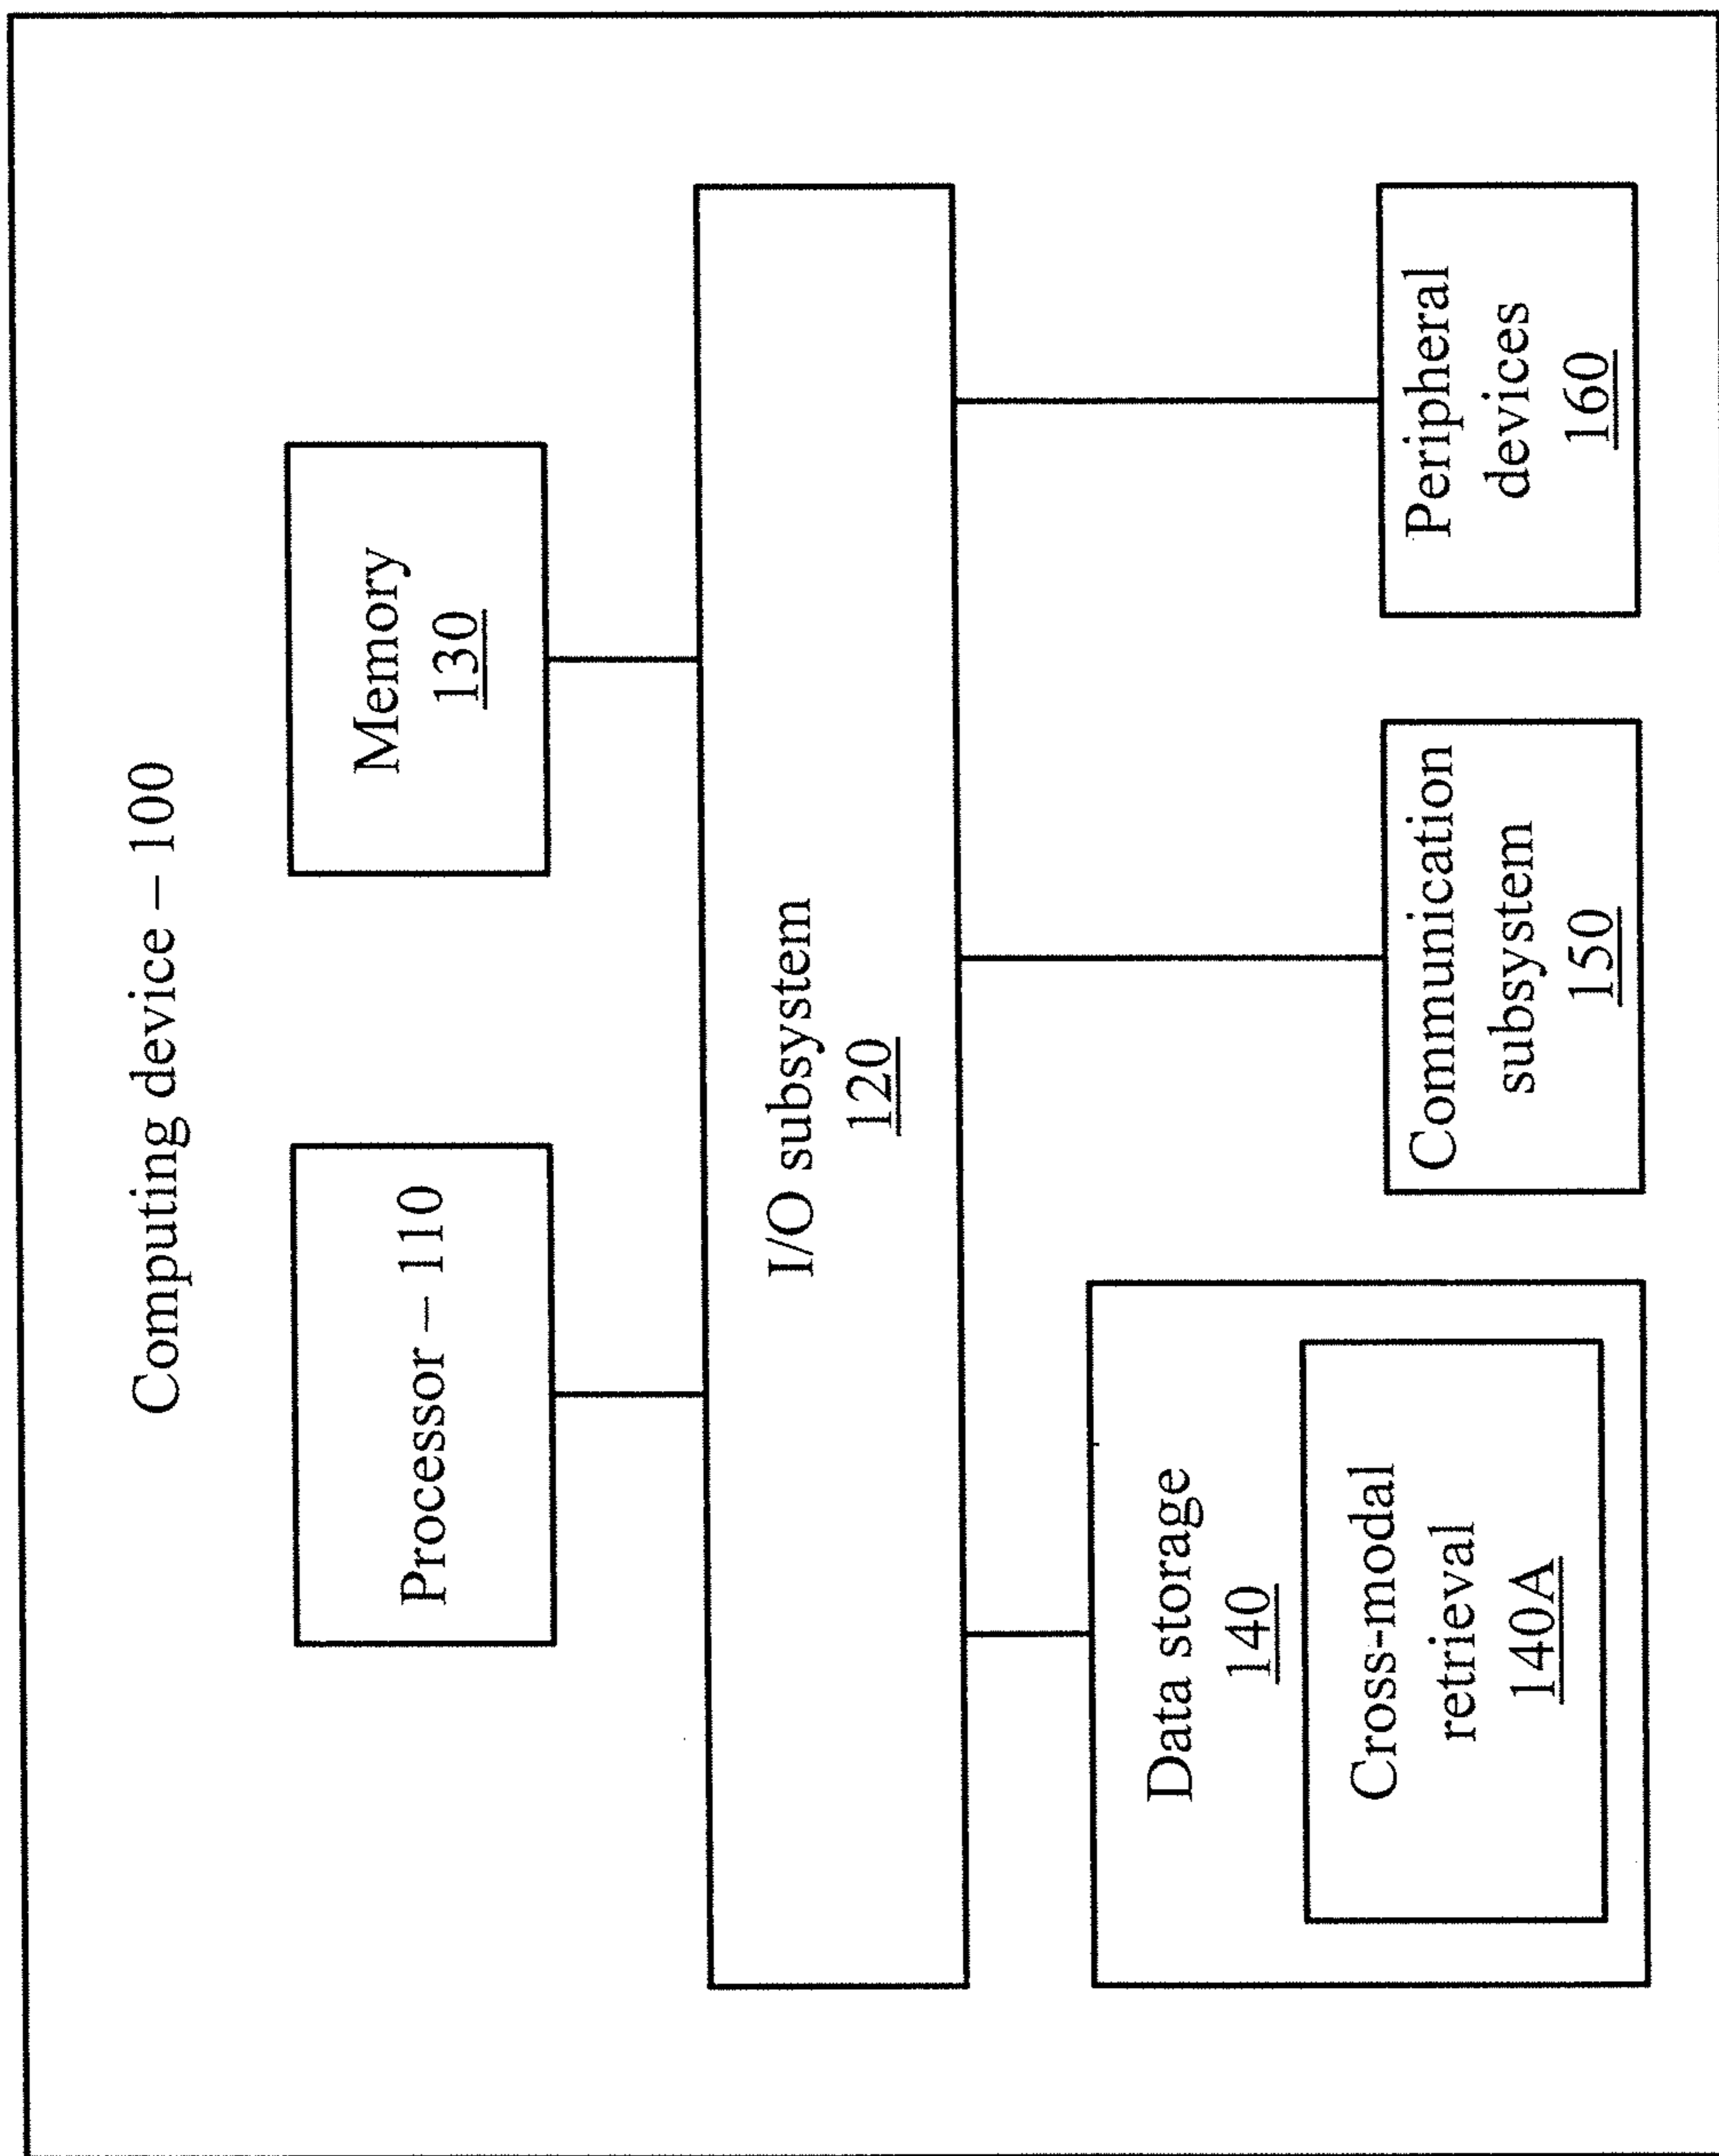 Computing device – 100
Processor – 110
Memory
130
I/O subsystem
120
Data storage
140
Cross-modal
retrieval
140A
Communication
subsystem
150
Peripheral
devices
160